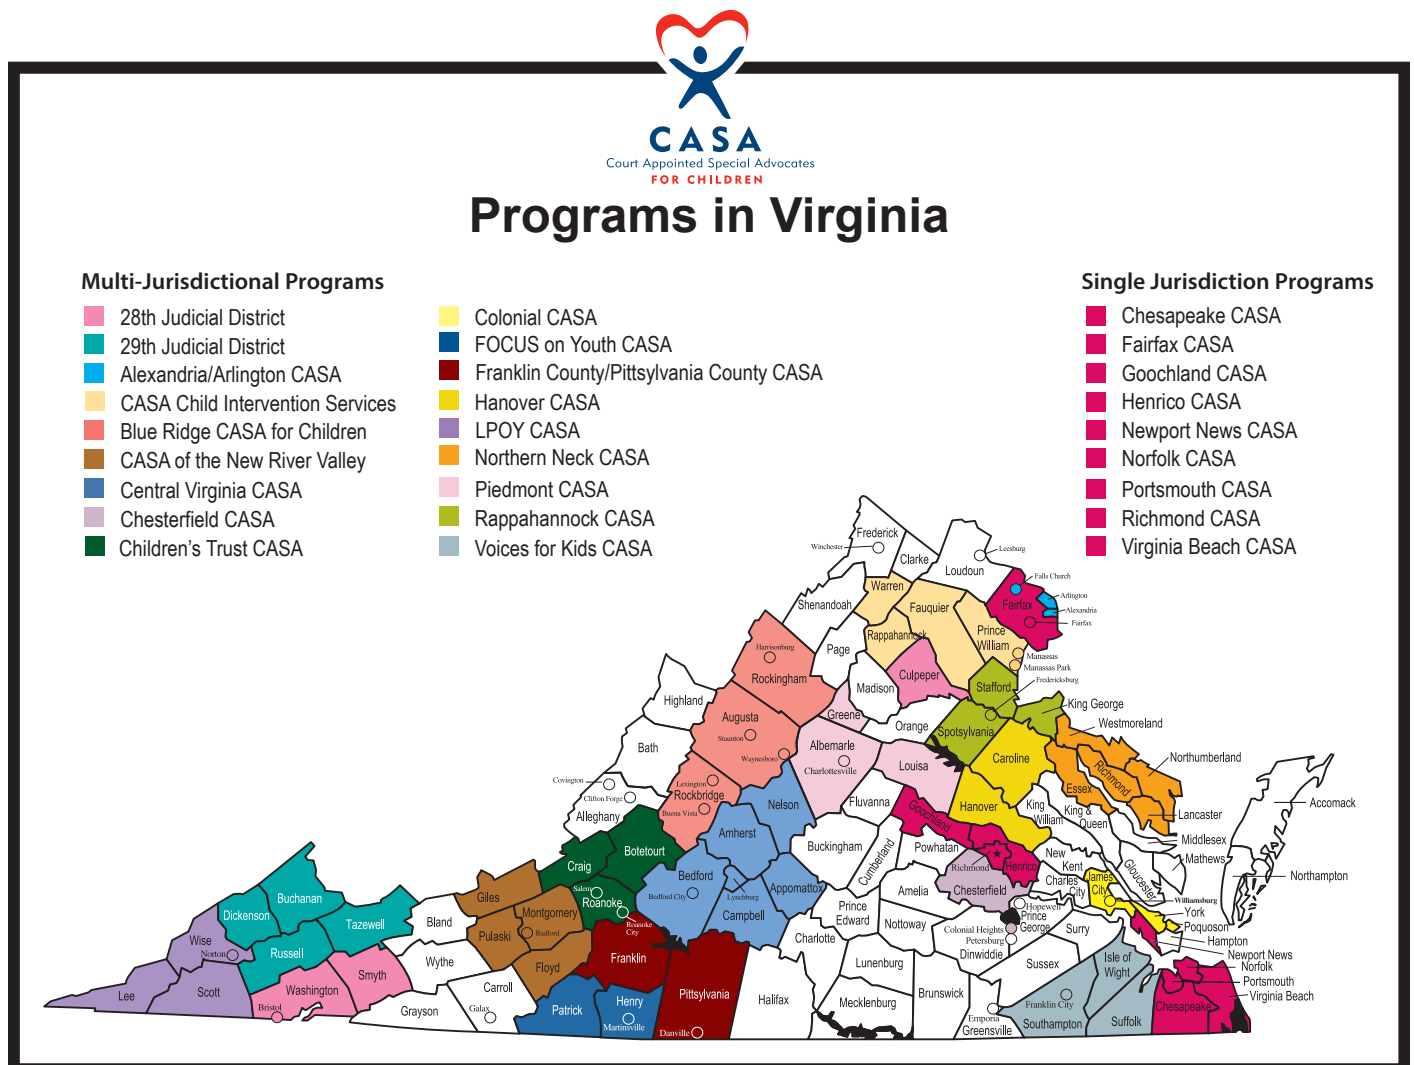 CASA
Court Appointed Special Advocates
FOR CHILDREN
Programs in Virginia
Multi-Jurisdictional Programs
28th Judicial District
29th Judicial District
Alexandria/Arlington CASA
CASA Child Intervention Services
Blue Ridge CASA for Children
CASA of the New River Valley
Central Virginia CASA
Chesterfield CASA
Children's Trust CASA
Colonial CASA
FOCUS on Youth CASA
Franklin County/Pittsylvania County CASA
Hanover CASA
LPOY CASA
Northern Neck CASA
Piedmont CASA
Rappahannock CASA
Voices for Kids CASA
Single Jurisdiction Programs
Chesapeake CASA
Fairfax CASA
Goochland CASA
Henrico CASA
Newport News CASA
Norfolk CASA
Portsmouth CASA
Richmond CASA
Virginia Beach CASA
Frederick
Winchester
Clarke
Leesburg
Loudoun
Falls Church
Warren
Arlington
Shenandoah
Fauquier
Fairfax
Alexandria
Fairfax
Rappahannock
Prince
William
Harrisonburg
Page
Manassas
Manassas Park
Rockingham
Culpeper
Fredericksburg
Madison
Stafford
Highland
King George
Augusta
Greene
Westmoreland
Orange
Staunton
Spotsylvania
Bath
Albemarle
Northumberland
Waynesboro
Caroline
Charlottesville
Louisa
Richmond
Covington
Lexington
Essex
Clifton Forge
Rockbridge
Nelson
Fluvanna
Hanover
King
William
Accomack
Buena Vista
Goochland
King &
Queen
Lancaster
Alleghany
Amherst
Middlesex
Buckingham
Cumberland
Powhatan
Botetourt
New
Kent
Mathews
Craig
Richmond
Henrico
Gloucester
Bedford
Northampton
Charles
City
James
City
Salem
Bedford City
Lynchburg
Appomattox
Amelia
Chesterfield
Buchanan
Giles
Roanoke
Williamsburg
Hopewell
Dickenson
Montgomery
Campbell
Prince
Edward
Prince
George
York
Tazewell
Bland
Roanoke
City
Nottoway
Colonial Heights
Surry
Poquoson
Pulaski
Radford
Charlotte
Petersburg
Wise
Hampton
Norton
Russell
Dinwiddie
Newport News
Wythe
Franklin
Lunenburg
Sussex
Isle of
Wight
Norfolk
Floyd
Smyth
Portsmouth
Lee
Scott
Washington
Carroll
Pittsylvania
Halifax
Mecklenburg
Brunswick
Virginia Beach
Henry
Franklin City
Bristol
Grayson
Galax
Patrick
Chesapeake
Martinsville
Emporia
Southampton
Suffolk
Danville
Greensville